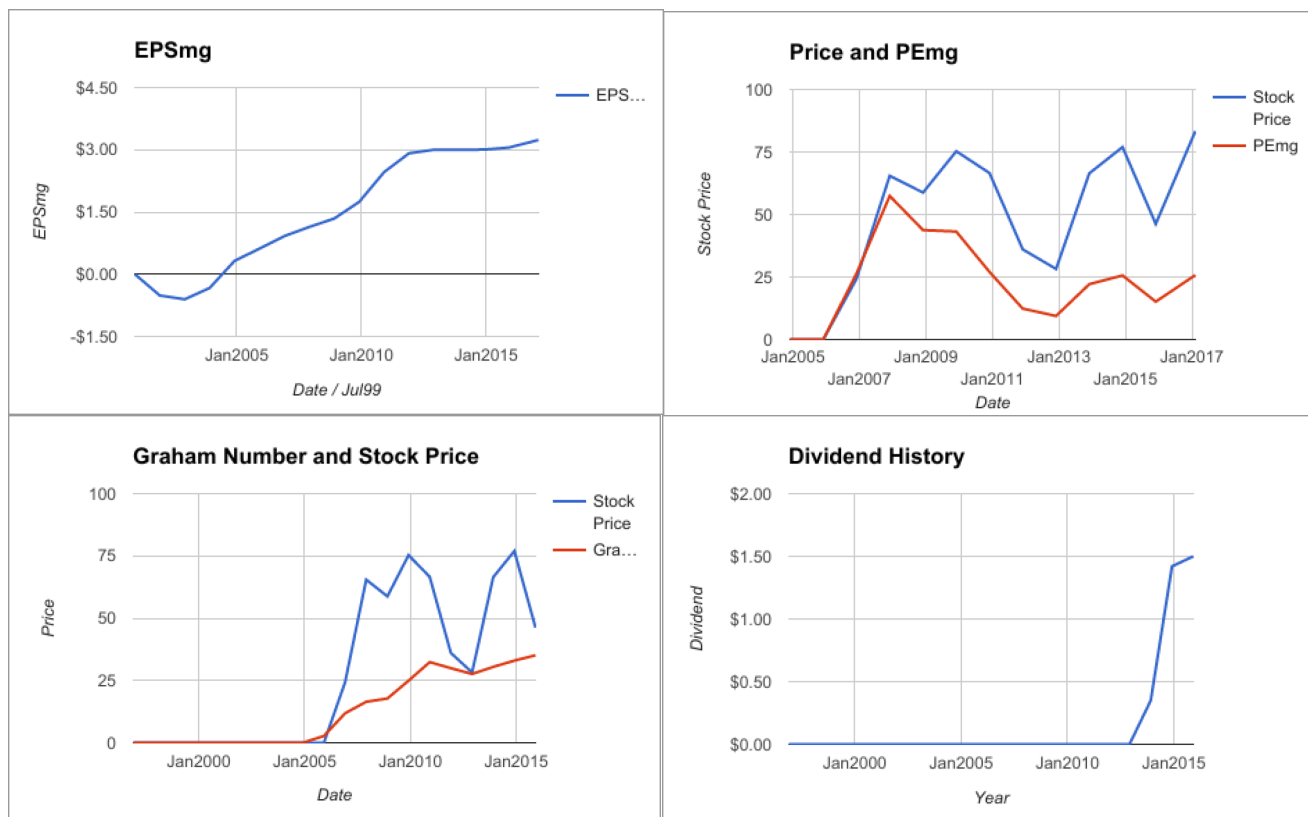 EPSmg
$4.50
$3.00
$1.50
$0.00
-$1.50
EPSmg
Jan2005
Jan2010
Jan2015
Date / Jul99
EPS…
Price and PEmg
100
75
50
25
0
Stock Price
Jan2005
Jan2009
Jan2013
Jan2017
Jan2007
Jan2011
Jan2015
Date
Stock
Price
PEmg
Graham Number and Stock Price
100
75
50
25
0
Price
Jan2000
Jan2005
Jan2010
Jan2015
Date
Stock
Price
Gra…
Dividend History
$2.00
$1.50
$1.00
$0.50
$0.00
Dividend
Jan2000
Jan2005
Jan2010
Jan2015
Year